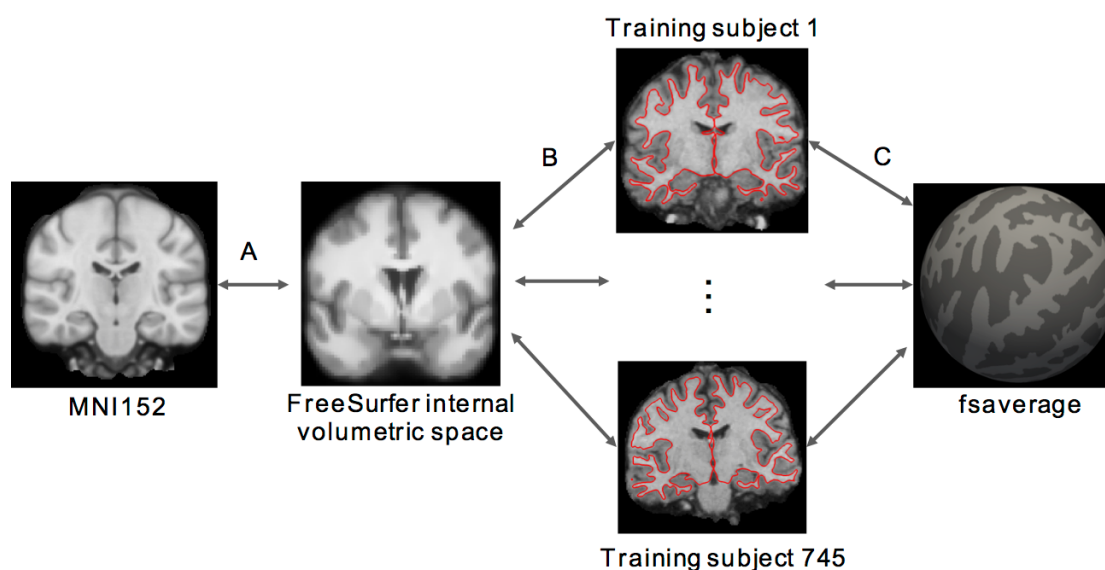 Training subject 1
B
C
A
MNI152
FreeSurfer internal
volumetric space
fsaverage
Training subject 745